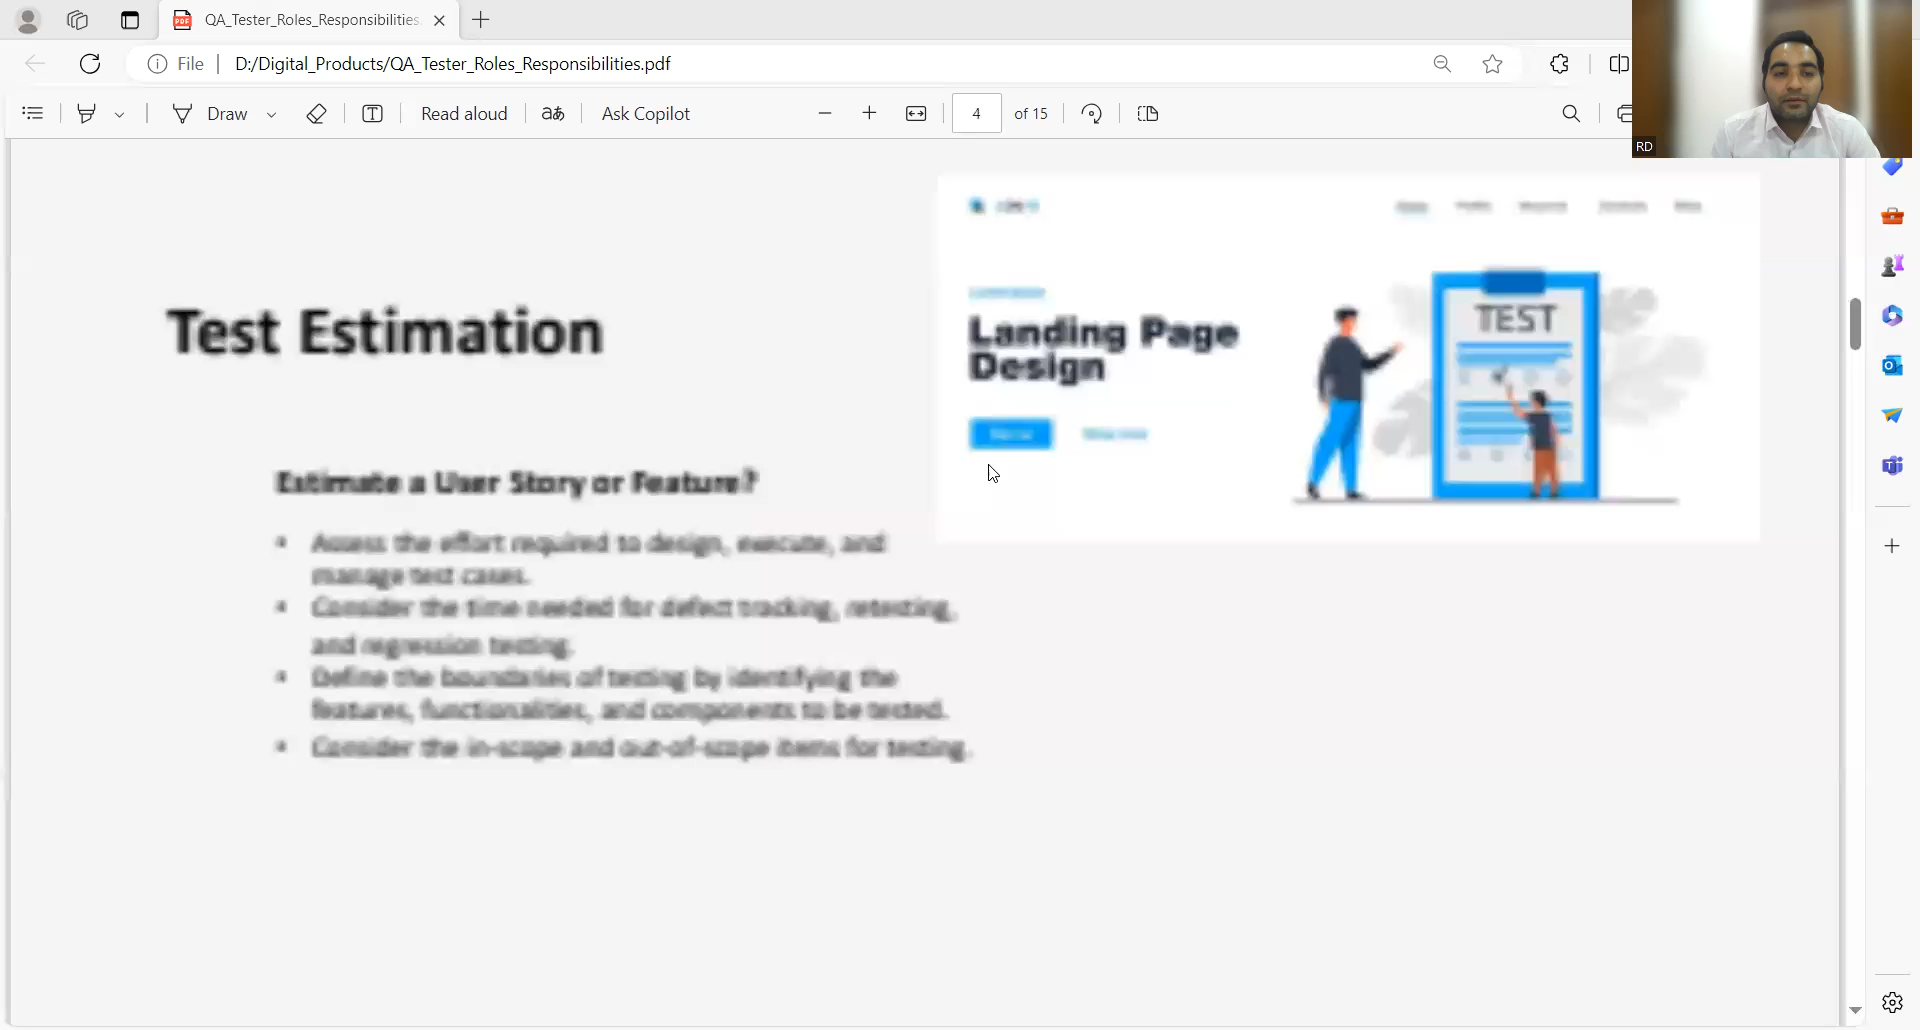 QA_Tester_Roles_Responsibilities.
File
D:/Digital_Products/QA_Tester_Roles_Responsibilities.pdf
Draw
Read aloud
aあ
Ask Copilot
4
of 15
RD
Test Estimation
Landing Page
Design
TEST
Estimate a User Story or Feature?
• Assess the effort required to design, execute, and
manage test cases.
• Consider the time needed for defect tracking, retesting,
and regression testing.
• Define the boundaries of testing by identifying the
features, functionalities, and components to be tested.
• Consider the in-scope and out-of-scope items for testing.